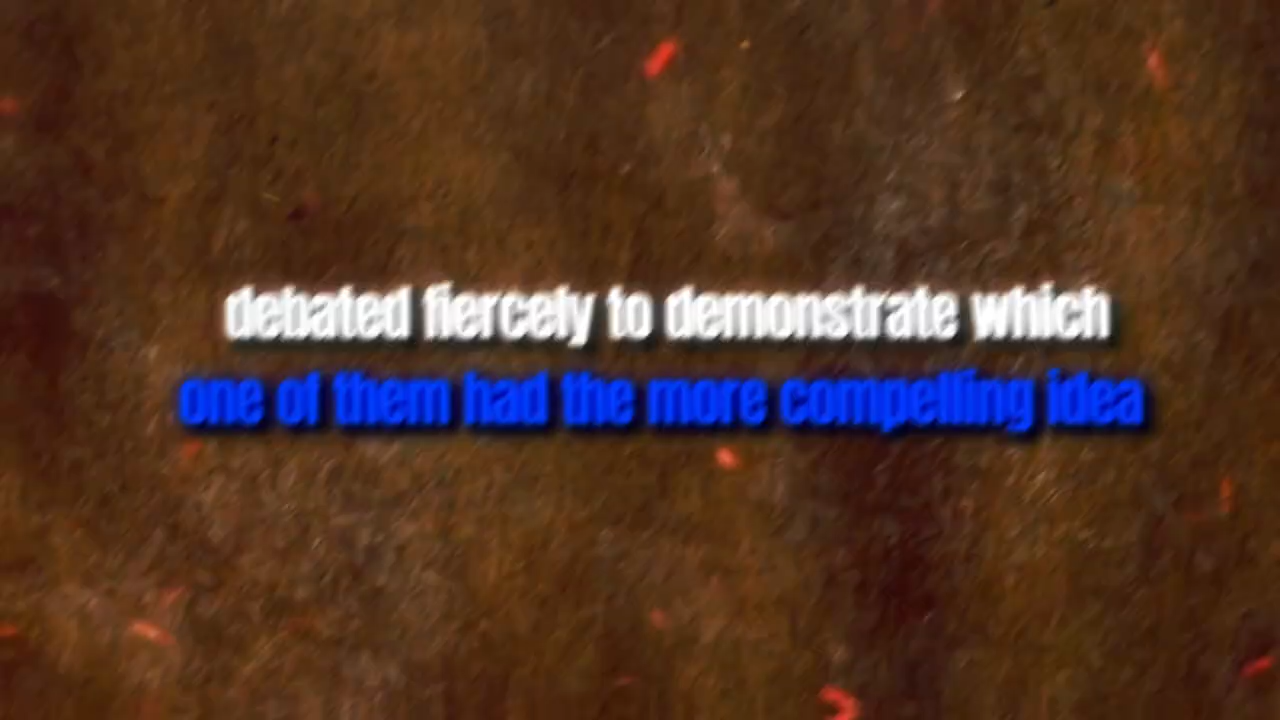 debated fiercely to demonstrate which
one of them had the more compelling idea